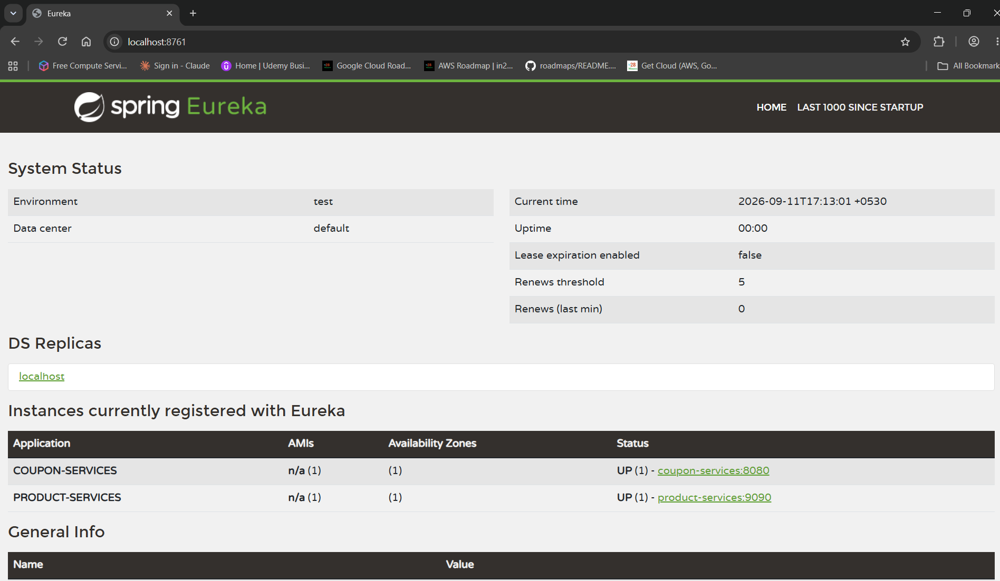 Eureka
localhost:8761
Free Compute Servi... Sign in - Claude Home | Udemy Busi... Google Cloud Road... AWS Roadmap | in2... roadmaps/README.... Get Cloud (AWS, Go... All Bookmark
spring Eureka HOME LAST 1000 SINCE STARTUP
System Status
Environment test
Data center default
Current time 2026-09-11T17:13:01 +0530
Uptime 00:00
Lease expiration enabled false
Renews threshold 5
Renews (last min) 0
DS Replicas
localhost
Instances currently registered with Eureka
Application AMIs Availability Zones Status
COUPON-SERVICES n/a (1) (1) UP (1) - coupon-services:8080
PRODUCT-SERVICES n/a (1) (1) UP (1) - product-services:9090
General Info
Name Value